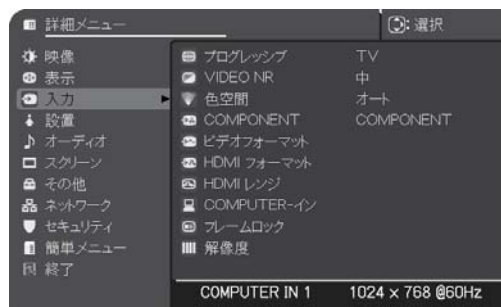 詳細メニュー
:選択
映像
表示
入力
設置
オーディオ
スクリーン
その他
ネットワーク
セキュリティ
簡単メニュー
終了
プログレッシブ TV
VIDEO NR 中
色空間 オート
COMPONENT COMPONENT
ビデオフォーマット
HDMI フォーマット
HDMI レンジ
COMPUTER-イン
フレームロック
解像度
COMPUTER IN 1 1024 × 768 @60Hz